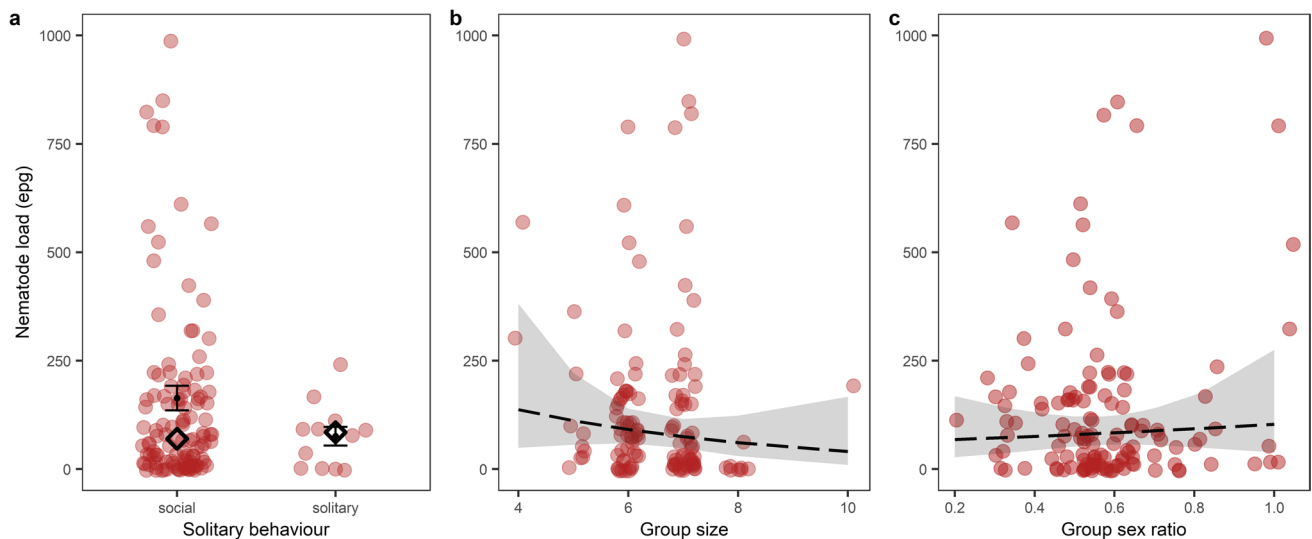 a
b
c
Nematode load (epg)
1000
750
500
250
0
social
solitary
Solitary behaviour
1000
750
500
250
0
4
6
8
10
Group size
1000
750
500
250
0
0.2
0.4
0.6
0.8
1.0
Group sex ratio